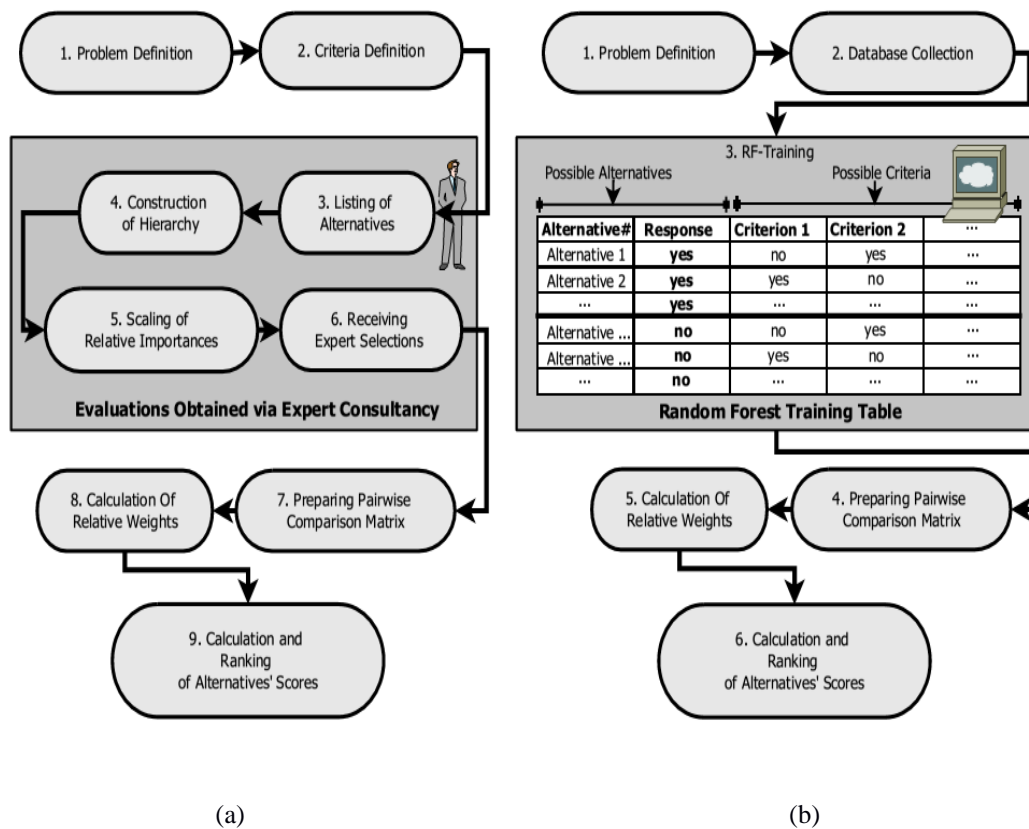 1. Problem Definition
2. Criteria Definition
4. Construction
of Hierarchy
3. Listing of
Alternatives
5. Scaling of
Relative Importances
6. Receiving
Expert Selections
Evaluations Obtained via Expert Consultancy
8. Calculation Of
Relative Weights
7. Preparing Pairwise
Comparison Matrix
9. Calculation and
Ranking
of Alternatives' Scores
(a)
1. Problem Definition
2. Database Collection
3. RF-Training
Possible Alternatives
Possible Criteria
Alternative# Response Criterion 1 Criterion 2 ...
Alternative 1 yes no yes ...
Alternative 2 yes yes no ...
... yes ... ... ...
Alternative ... no no yes ...
Alternative ... no yes no ...
... no ... ... ...
Random Forest Training Table
5. Calculation Of
Relative Weights
4. Preparing Pairwise
Comparison Matrix
6. Calculation and
Ranking
of Alternatives' Scores
(b)